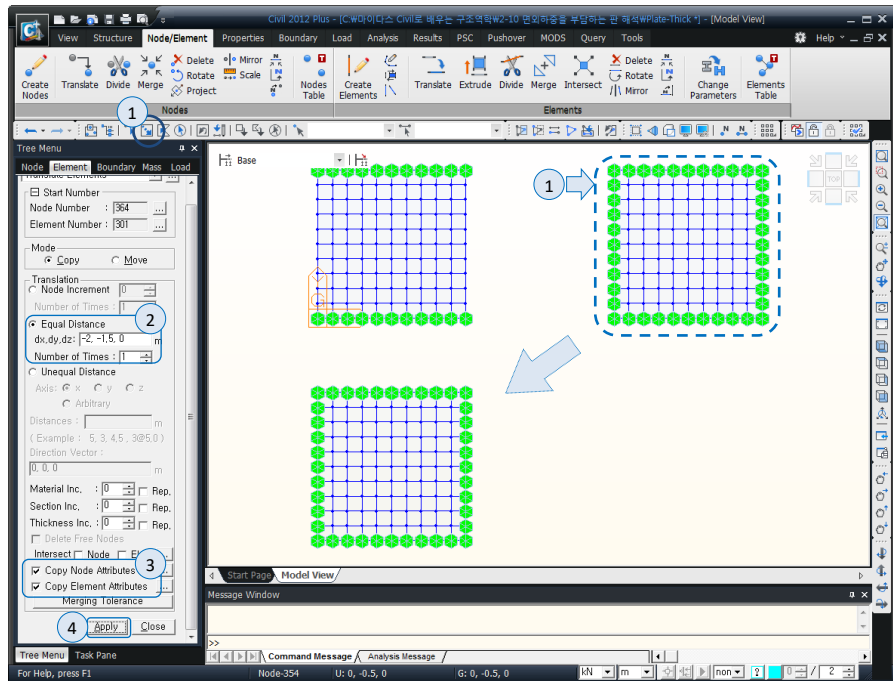 Civil 2012 Plus - [C:₩마이다스 Civil로 배우는 구조역학₩2-10 면외하중을 부담하는 판 해석₩Plate-Thick *] - [Model View]
View Structure Node/Element Properties Boundary Load Analysis Results PSC Pushover MODS Query Tools Help
Create Nodes
Translate
Divide
Merge
Delete
Rotate
Project
Mirror
Scale
Nodes Table
Create Elements
Translate
Extrude
Divide
Merge
Intersect
Delete
Rotate
Mirror
Change Parameters
Elements Table
Nodes
Elements
1
Tree Menu
Node Element Boundary Mass Load
Translate Elements
Start Number
Node Number : 364 ...
Element Number : 301 ...
Mode
Copy Move
Translation
Node Increment 0
Number of Times : 1
2
Equal Distance
dx,dy,dz: -2, -1,5, 0 m
Number of Times : 1
Unequal Distance
Axis: x y z
Arbitrary
Distances : m
( Example : 5, 3, 4,5 , 3@5,0 )
Direction Vector :
0, 0, 0 m
Material Inc, : 0 Rep,
Section Inc, : 0 Rep,
Thickness Inc, : 0 Rep,
Delete Free Nodes
Intersect Node
3
Copy Node Attributes
Copy Element Attributes ...
Merging Tolerance
4
Apply Close
Tree Menu Task Pane
Base
1
TOP
Start Page Model View
Message Window
>>
Command Message Analysis Message
For Help, press F1
Node-354
U: 0, -0.5, 0
G: 0, -0.5, 0
kN
m
non
?
0
/ 2